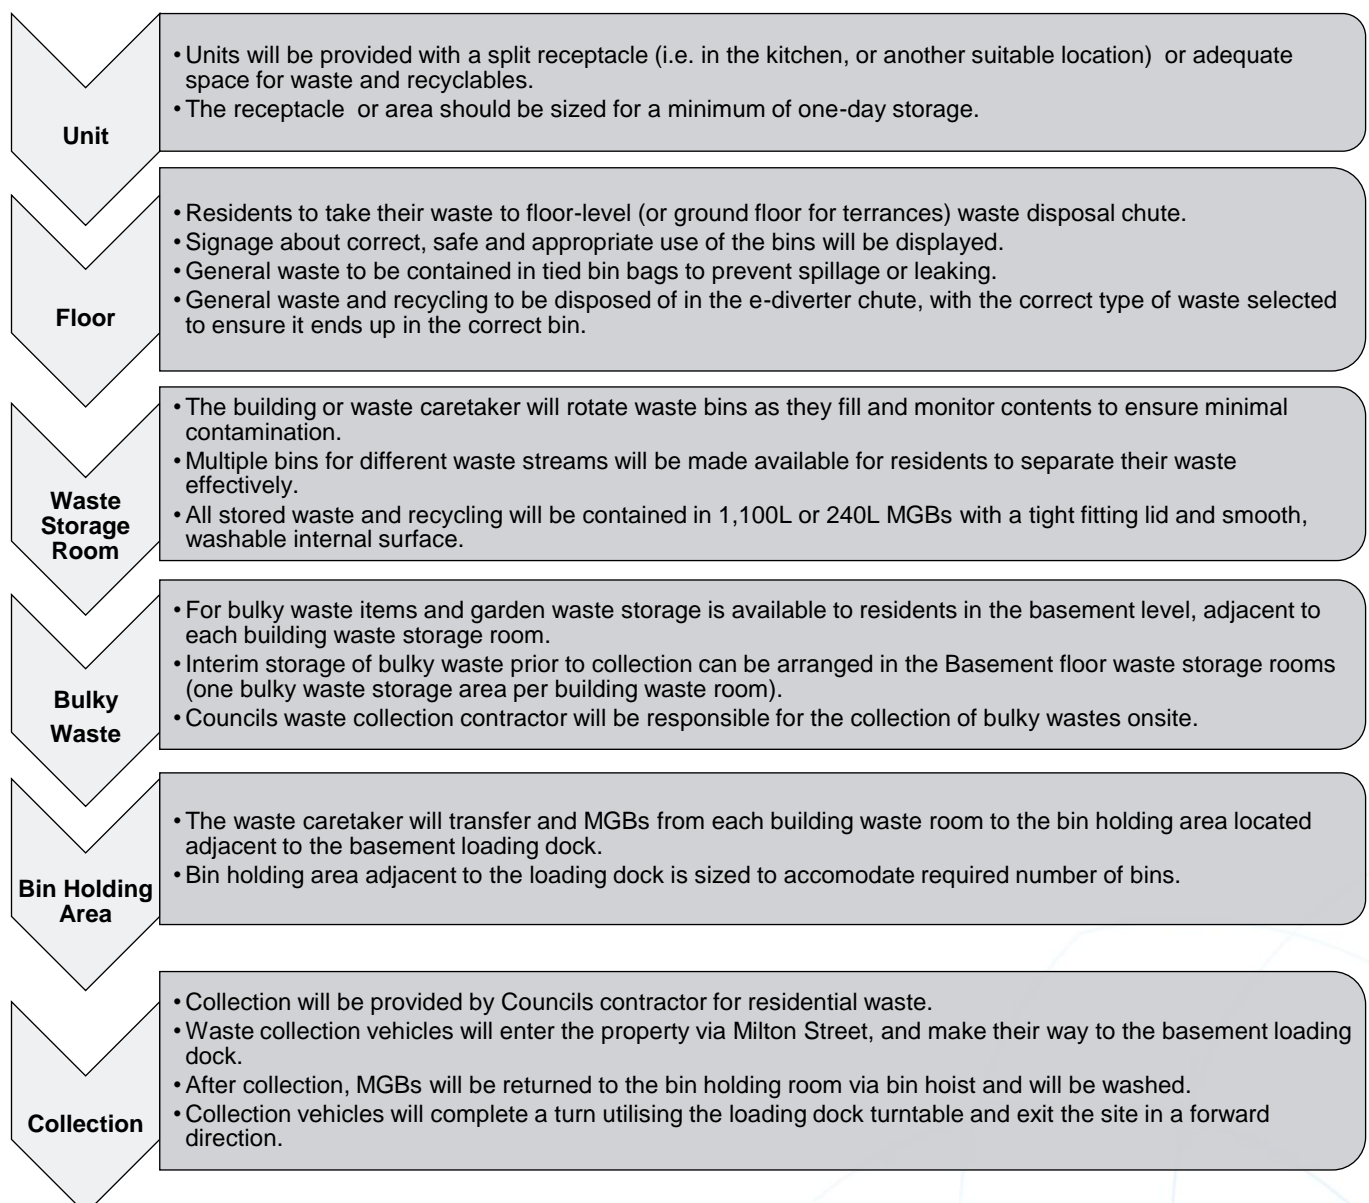 Unit
• Units will be provided with a split receptacle (i.e. in the kitchen, or another suitable location)  or adequate
space for waste and recyclables.
• The receptacle  or area should be sized for a minimum of one-day storage.
Floor
• Residents to take their waste to floor-level (or ground floor for terrances) waste disposal chute.
• Signage about correct, safe and appropriate use of the bins will be displayed.
• General waste to be contained in tied bin bags to prevent spillage or leaking.
• General waste and recycling to be disposed of in the e-diverter chute, with the correct type of waste selected
to ensure it ends up in the correct bin.
Waste
Storage
Room
• The building or waste caretaker will rotate waste bins as they fill and monitor contents to ensure minimal
contamination.
• Multiple bins for different waste streams will be made available for residents to separate their waste
effectively.
• All stored waste and recycling will be contained in 1,100L or 240L MGBs with a tight fitting lid and smooth,
washable internal surface.
Bulky
Waste
• For bulky waste items and garden waste storage is available to residents in the basement level, adjacent to
each building waste storage room.
• Interim storage of bulky waste prior to collection can be arranged in the Basement floor waste storage rooms
(one bulky waste storage area per building waste room).
• Councils waste collection contractor will be responsible for the collection of bulky wastes onsite.
Bin Holding
Area
• The waste caretaker will transfer and MGBs from each building waste room to the bin holding area located
adjacent to the basement loading dock.
• Bin holding area adjacent to the loading dock is sized to accomodate required number of bins.
Collection
• Collection will be provided by Councils contractor for residential waste.
• Waste collection vehicles will enter the property via Milton Street, and make their way to the basement loading
dock.
• After collection, MGBs will be returned to the bin holding room via bin hoist and will be washed.
• Collection vehicles will complete a turn utilising the loading dock turntable and exit the site in a forward
direction.